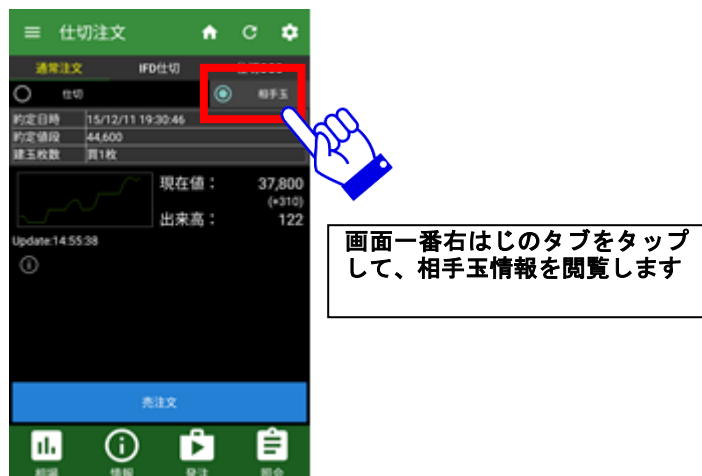 仕切注文
通常注文 IFD仕切
仕切 相手玉
約定日時 15/12/11 19:30:46
約定値段 44,600
建玉枚数 買1枚
現在値： 37,800
(+310)
出来高： 122
Update:14:55:38
画面一番右はじのタブをタップ
して、相手玉情報を閲覧します
売注文
相場 情報 発注 照会